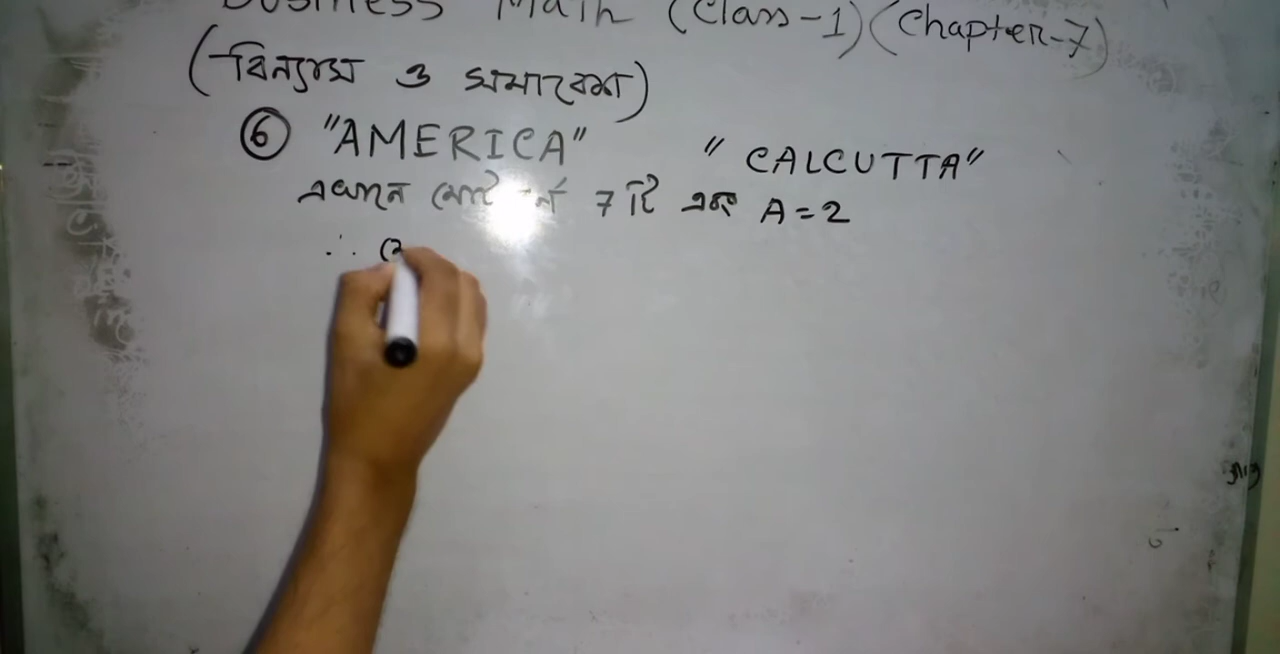 Business Math (Class-1) (Chapter-7)
(বিন্যাস ও সমাবেশ)
⑥ "AMERICA" "CALCUTTA"
এখানে মোট বর্ণ 7 টি এবং A = 2
∴